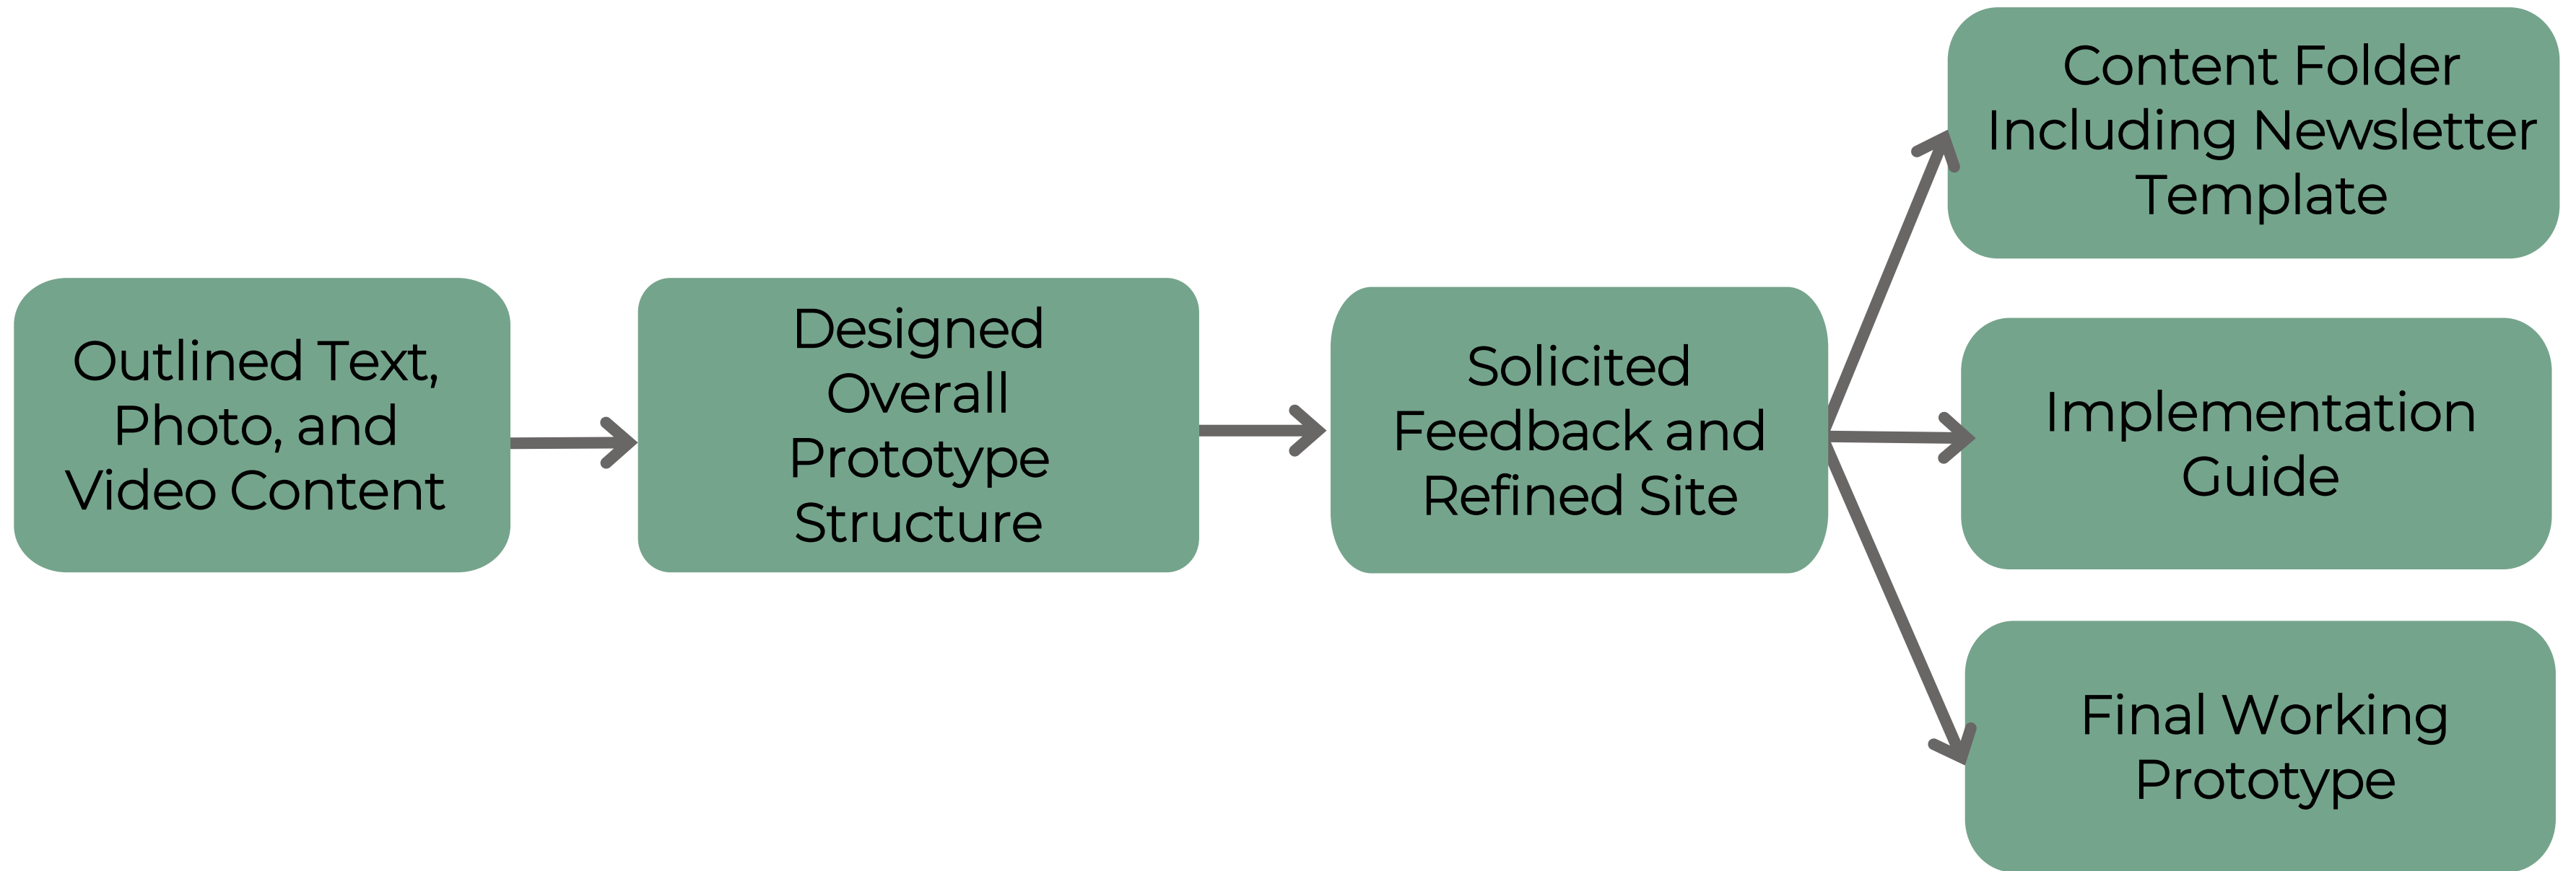 Outlined Text,
Photo, and
Video Content
Designed
Overall
Prototype
Structure
Solicited
Feedback and
Refined Site
Content Folder
Including Newsletter
Template
Implementation
Guide
Final Working
Prototype